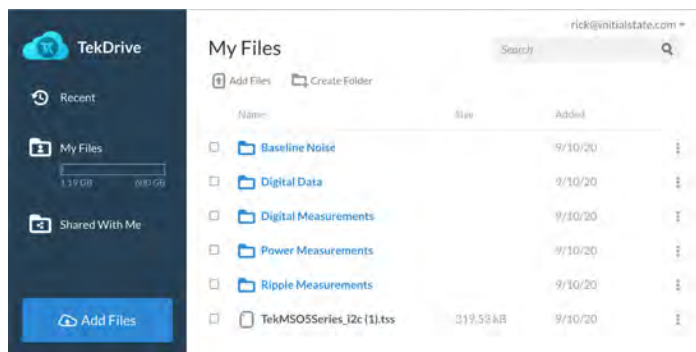 rick@initialstate.com
TekDrive
My Files
Search
Add Files
Create Folder
Recent
Name
Size
Added
My Files
Baseline Noise
9/10/20
1.19 GB
600 GB
Digital Data
9/10/20
Shared With Me
Digital Measurements
9/10/20
Power Measurements
9/10/20
Ripple Measurements
9/10/20
Add Files
TekMSO5Series_i2c (1).tss
319.53 kB
9/10/20